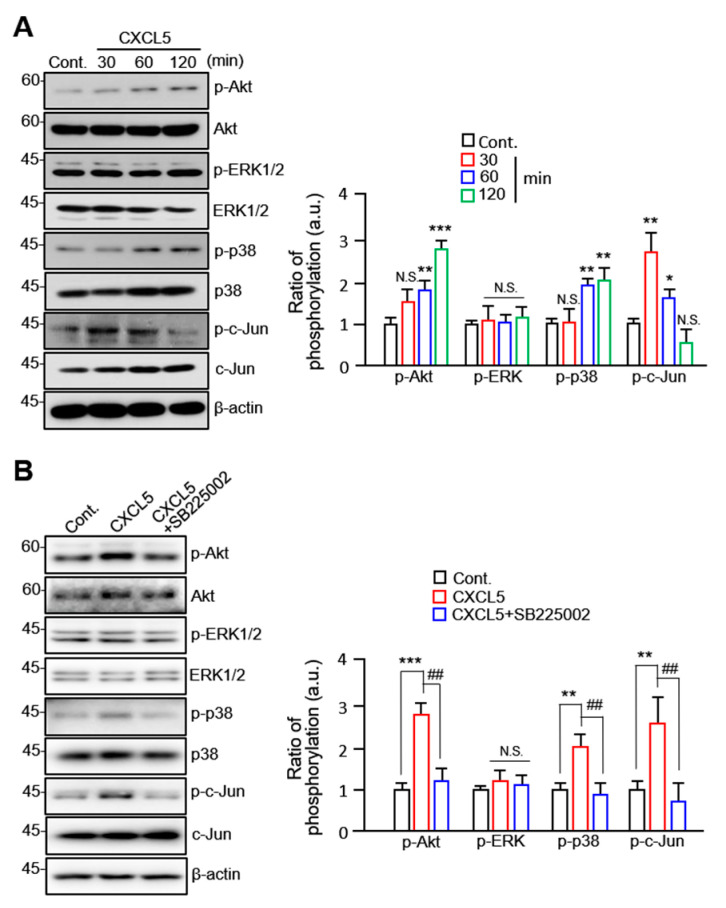 A
CXCL5
Cont. 30 60 120 (min)
60 p-Akt
60 Akt
45 p-ERK1/2
45 ERK1/2
45 p-p38
45 p38
45 p-c-Jun
45 c-Jun
45 β-actin
Cont.
30
60
120
min
Ratio of
phosphorylation (a.u.)
4
3
2
1
0
N.S. ** ***
N.S.
N.S. ** **
** * N.S.
p-Akt p-ERK p-p38 p-c-Jun
B
Cont. CXCL5 CXCL5
+SB225002
60 p-Akt
60 Akt
45 p-ERK1/2
45 ERK1/2
45 p-p38
45 p38
45 p-c-Jun
45 c-Jun
45 β-actin
Cont.
CXCL5
CXCL5+SB225002
Ratio of
phosphorylation (a.u.)
4
3
2
1
0
*** ##
N.S.
** ##
** ##
p-Akt p-ERK p-p38 p-c-Jun